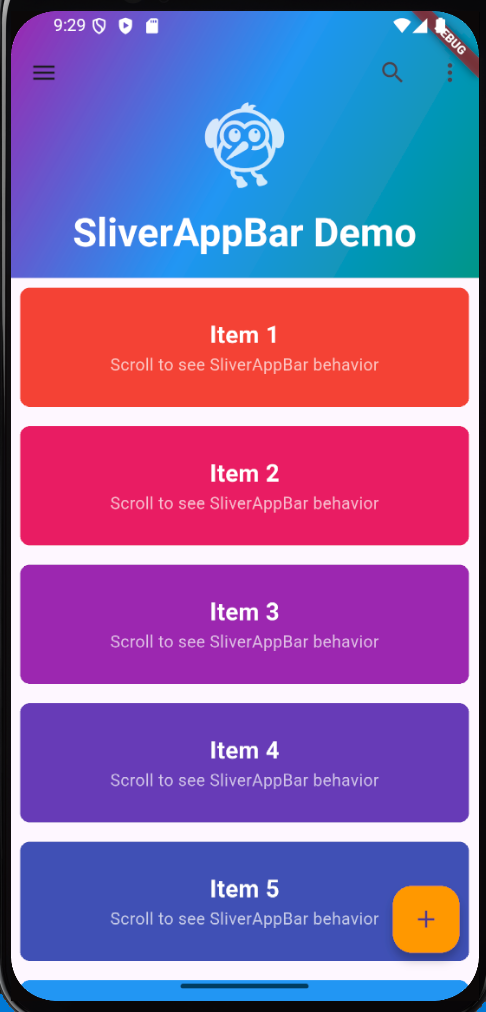 9:29
DEBUG
SliverAppBar Demo
Item 1
Scroll to see SliverAppBar behavior
Item 2
Scroll to see SliverAppBar behavior
Item 3
Scroll to see SliverAppBar behavior
Item 4
Scroll to see SliverAppBar behavior
Item 5
Scroll to see SliverAppBar behavior